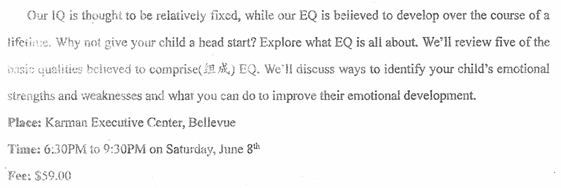 Our IQ is thought to be relatively fixed, while our EQ is believed to develop over the course of a
lifetime. Why not give your child a head start? Explore what EQ is all about. We'll review five of the
basic qualities believed to comprise(组成) EQ. We'll discuss ways to identify your child's emotional
strengths and weaknesses and what you can do to improve their emotional development.
Place: Karman Executive Center, Bellevue
Time: 6:30PM to 9:30PM on Saturday, June 8th
Fee: $59.00